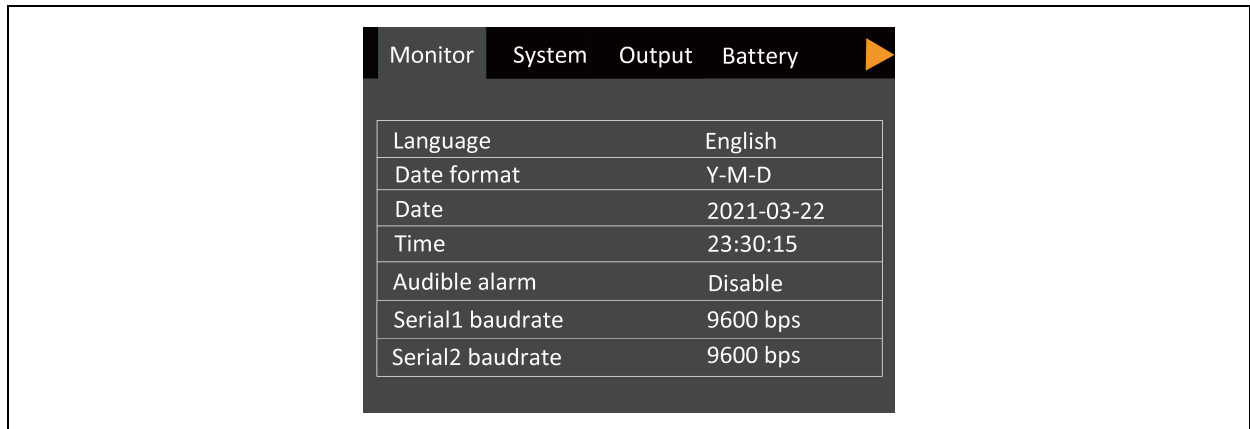 Monitor System Output Battery
Language English
Date format Y-M-D
Date 2021-03-22
Time 23:30:15
Audible alarm Disable
Serial1 baudrate 9600 bps
Serial2 baudrate 9600 bps